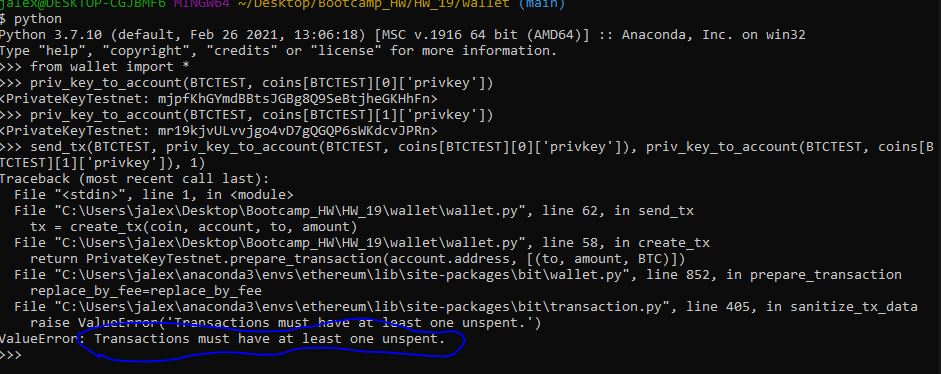 jalex@DESKTOP-CGJBMF6 MINGW64 ~/Desktop/Bootcamp_HW/HW_19/wallet (main)
$ python
Python 3.7.10 (default, Feb 26 2021, 13:06:18) [MSC v.1916 64 bit (AMD64)] :: Anaconda, Inc. on win32
Type "help", "copyright", "credits" or "license" for more information.
>>> from wallet import *
>>> priv_key_to_account(BTCTEST, coins[BTCTEST][0]['privkey'])
<PrivateKeyTestnet: mjpfKhGYmdBBtsJGBg8Q9SeBtjheGKHhFn>
>>> priv_key_to_account(BTCTEST, coins[BTCTEST][1]['privkey'])
<PrivateKeyTestnet: mr19kjvULvvjgo4vD7gQGQP6sWKdcvJPRn>
>>> send_tx(BTCTEST, priv_key_to_account(BTCTEST, coins[BTCTEST][0]['privkey']), priv_key_to_account(BTCTEST, coins[B
TCTEST][1]['privkey']), 1)
Traceback (most recent call last):
  File "<stdin>", line 1, in <module>
  File "C:\Users\jalex\Desktop\Bootcamp_HW\HW_19\wallet\wallet.py", line 62, in send_tx
    tx = create_tx(coin, account, to, amount)
  File "C:\Users\jalex\Desktop\Bootcamp_HW\HW_19\wallet\wallet.py", line 58, in create_tx
    return PrivateKeyTestnet.prepare_transaction(account.address, [(to, amount, BTC)])
  File "C:\Users\jalex\anaconda3\envs\ethereum\lib\site-packages\bit\wallet.py", line 852, in prepare_transaction
    replace_by_fee=replace_by_fee
  File "C:\Users\jalex\anaconda3\envs\ethereum\lib\site-packages\bit\transaction.py", line 405, in sanitize_tx_data
    raise ValueError('Transactions must have at least one unspent.')
ValueError: Transactions must have at least one unspent.
>>>